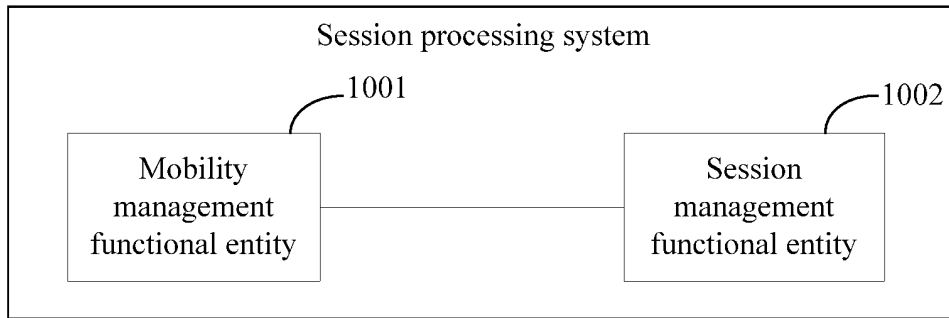 Session processing system
1001
1002
Mobility
management
functional entity
Session
management
functional entity